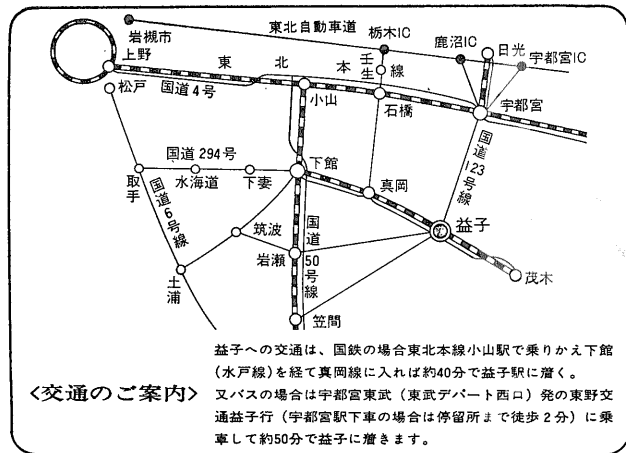 東北自動車道
岩槻市
栃木IC
鹿沼IC
日光
宇都宮IC
上野
東北本線
壬生
松戸
国道4号
小山
石橋
宇都宮
国道123号線
国道294号
取手
水海道
下妻
下館
真岡
益子
国道6号線
筑波
国道50号線
岩瀬
土浦
茂木
笠間
<交通のご案内>
益子への交通は、国鉄の場合東北本線小山駅で乗りかえ下館
(水戸線)を経て真岡線に入れば約40分で益子駅に着く。
又バスの場合は宇都宮東武(東武デパート西口)発の東野交
通益子行(宇都宮駅下車の場合は停留所まで徒歩2分)に乗
車して約50分で益子に着きます。